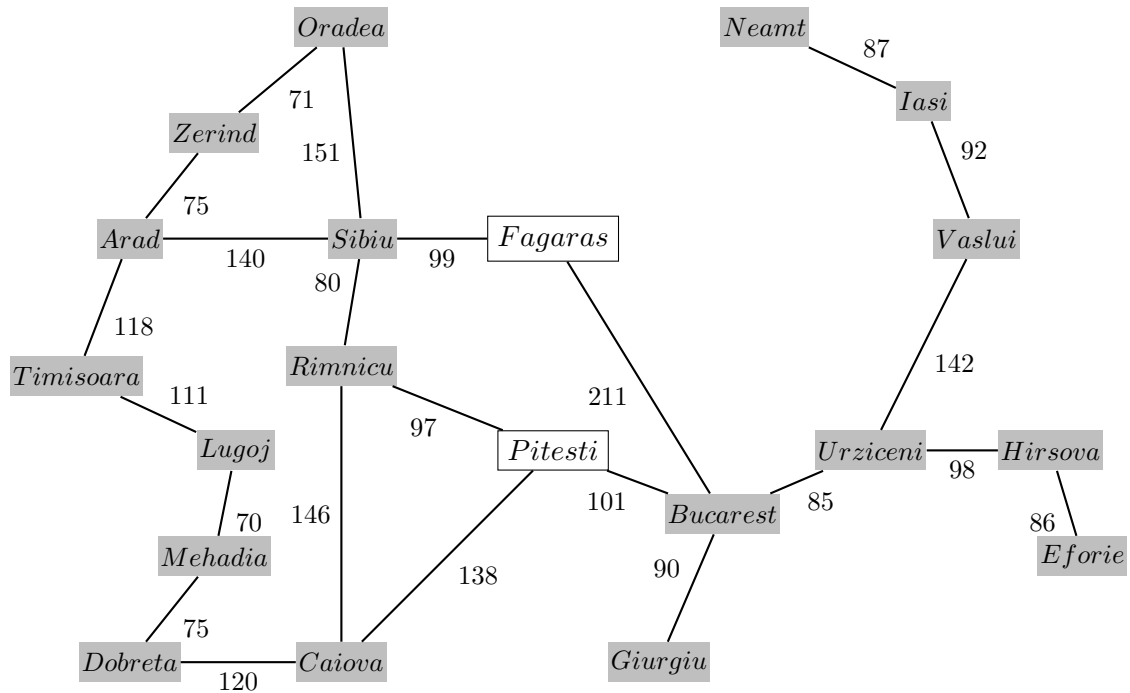 Oradea
Neamt
87
Iasi
71
Zerind
151
92
75
Arad
Sibiu
Fagaras
Vaslui
140
99
80
118
Rimnicu
142
Timisoara
111
211
97
Lugoj
Pitesti
Urziceni
Hirsova
98
101
85
Bucarest
146
70
86
Mehadia
Eforie
90
138
75
Dobreta
Caiova
Giurgiu
120